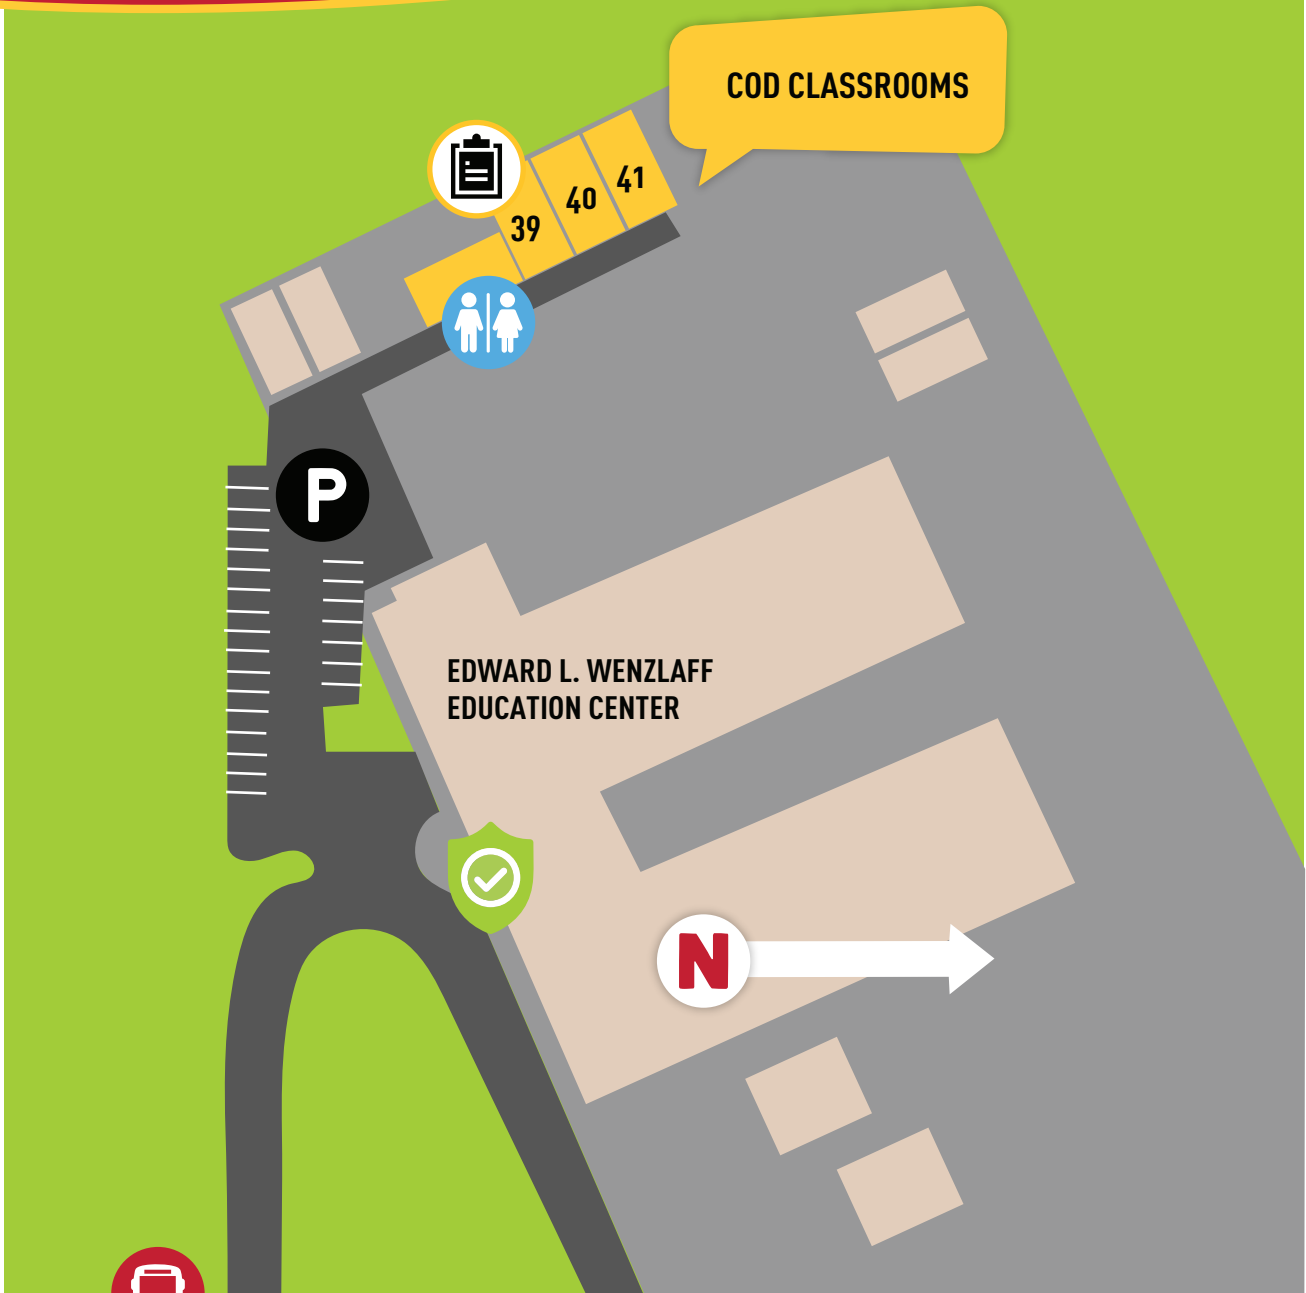 COD CLASSROOMS
41
40
39
P
EDWARD L. WENZLAFF
EDUCATION CENTER
N